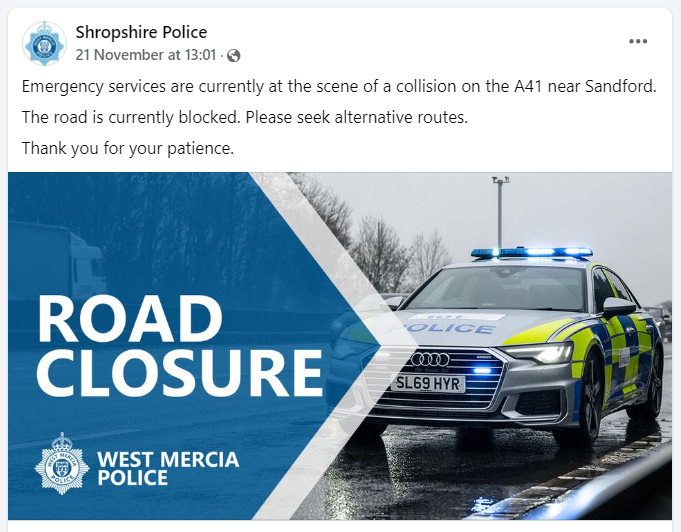 Shropshire Police
21 November at 13:01 ·
Emergency services are currently at the scene of a collision on the A41 near Sandford.
The road is currently blocked. Please seek alternative routes.
Thank you for your patience.
ROAD
CLOSURE
WEST MERCIA
POLICE
POLICE
SL69 HYR